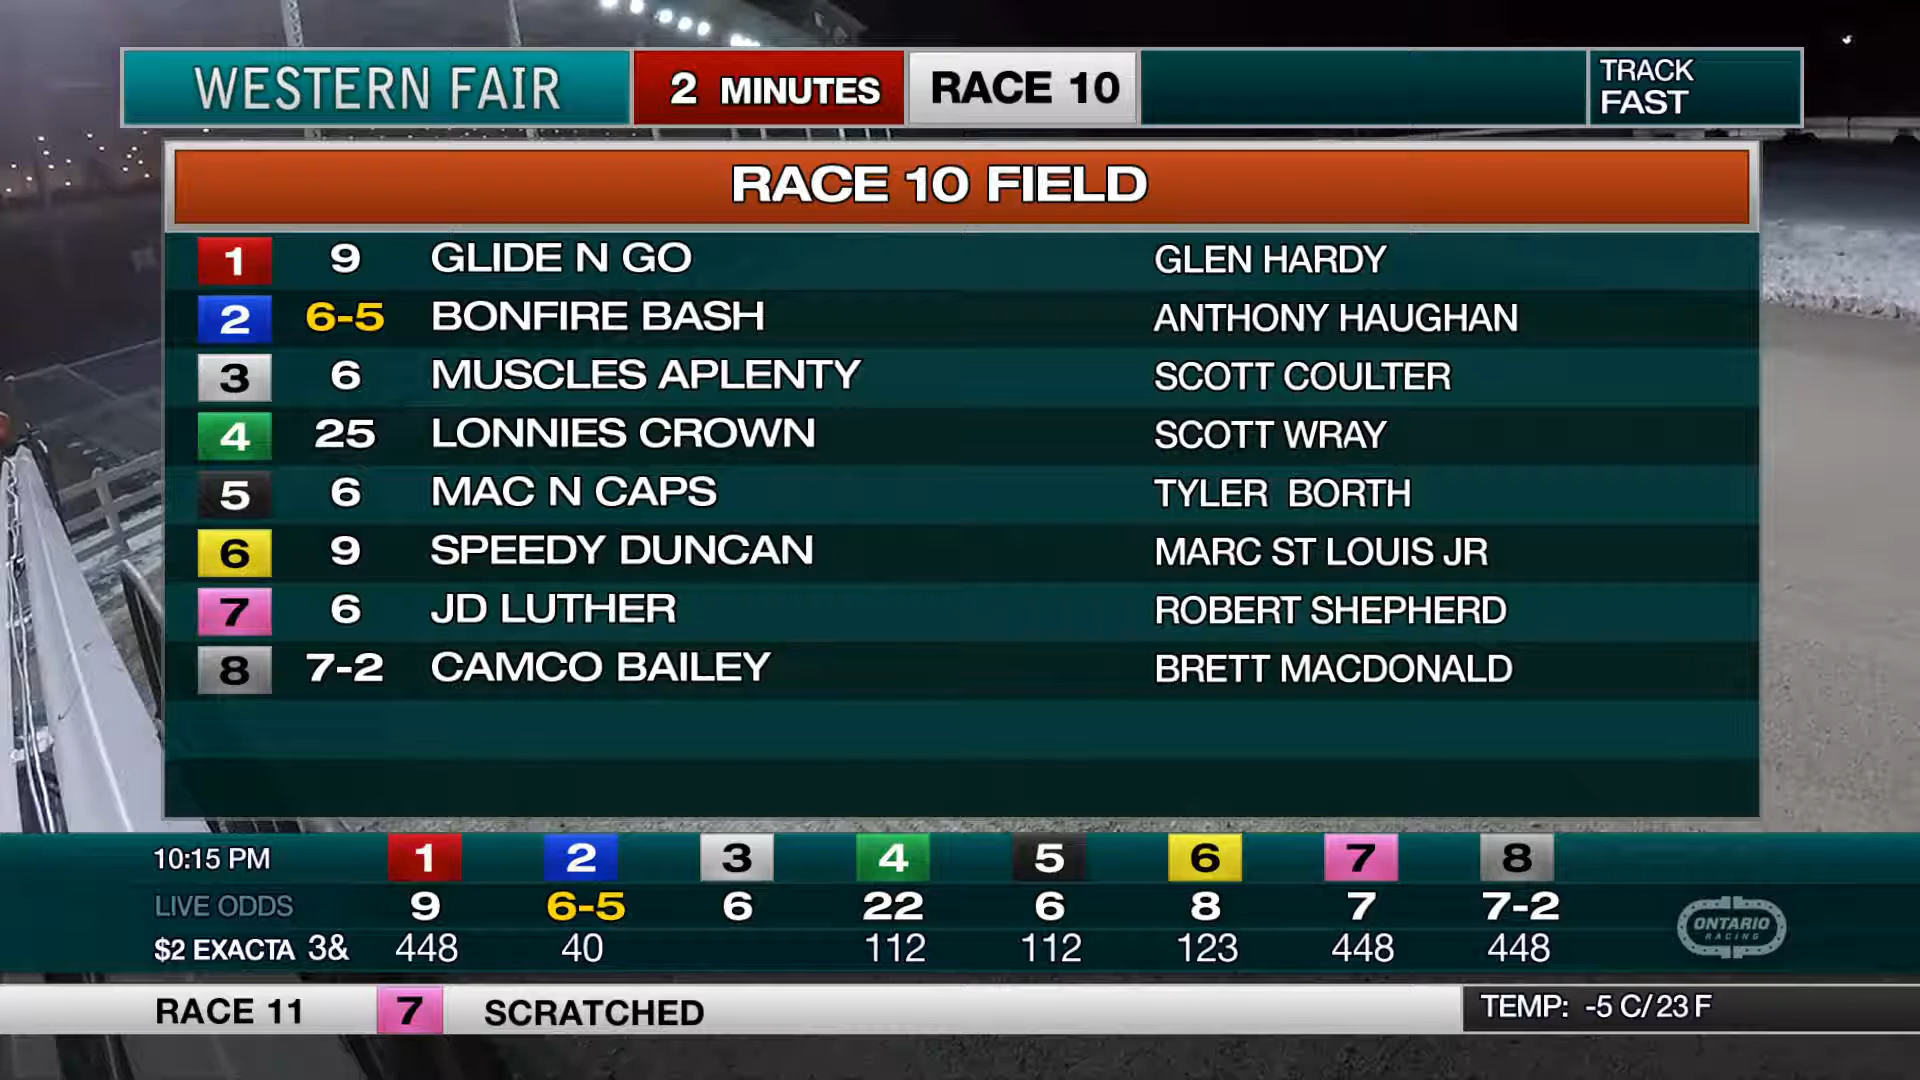 WESTERN FAIR 2 MINUTES RACE 10 TRACK FAST
RACE 10 FIELD
1 9 GLIDE N GO GLEN HARDY
2 6-5 BONFIRE BASH ANTHONY HAUGHAN
3 6 MUSCLES APLENTY SCOTT COULTER
4 25 LONNIES CROWN SCOTT WRAY
5 6 MAC N CAPS TYLER BORTH
6 9 SPEEDY DUNCAN MARC ST LOUIS JR
7 6 JD LUTHER ROBERT SHEPHERD
8 7-2 CAMCO BAILEY BRETT MACDONALD
10:15 PM 1 2 3 4 5 6 7 8
LIVE ODDS 9 6-5 6 22 6 8 7 7-2
$2 EXACTA 3& 448 40 112 112 123 448 448
ONTARIO
RACING
RACE 11 7 SCRATCHED TEMP: -5 C/23 F